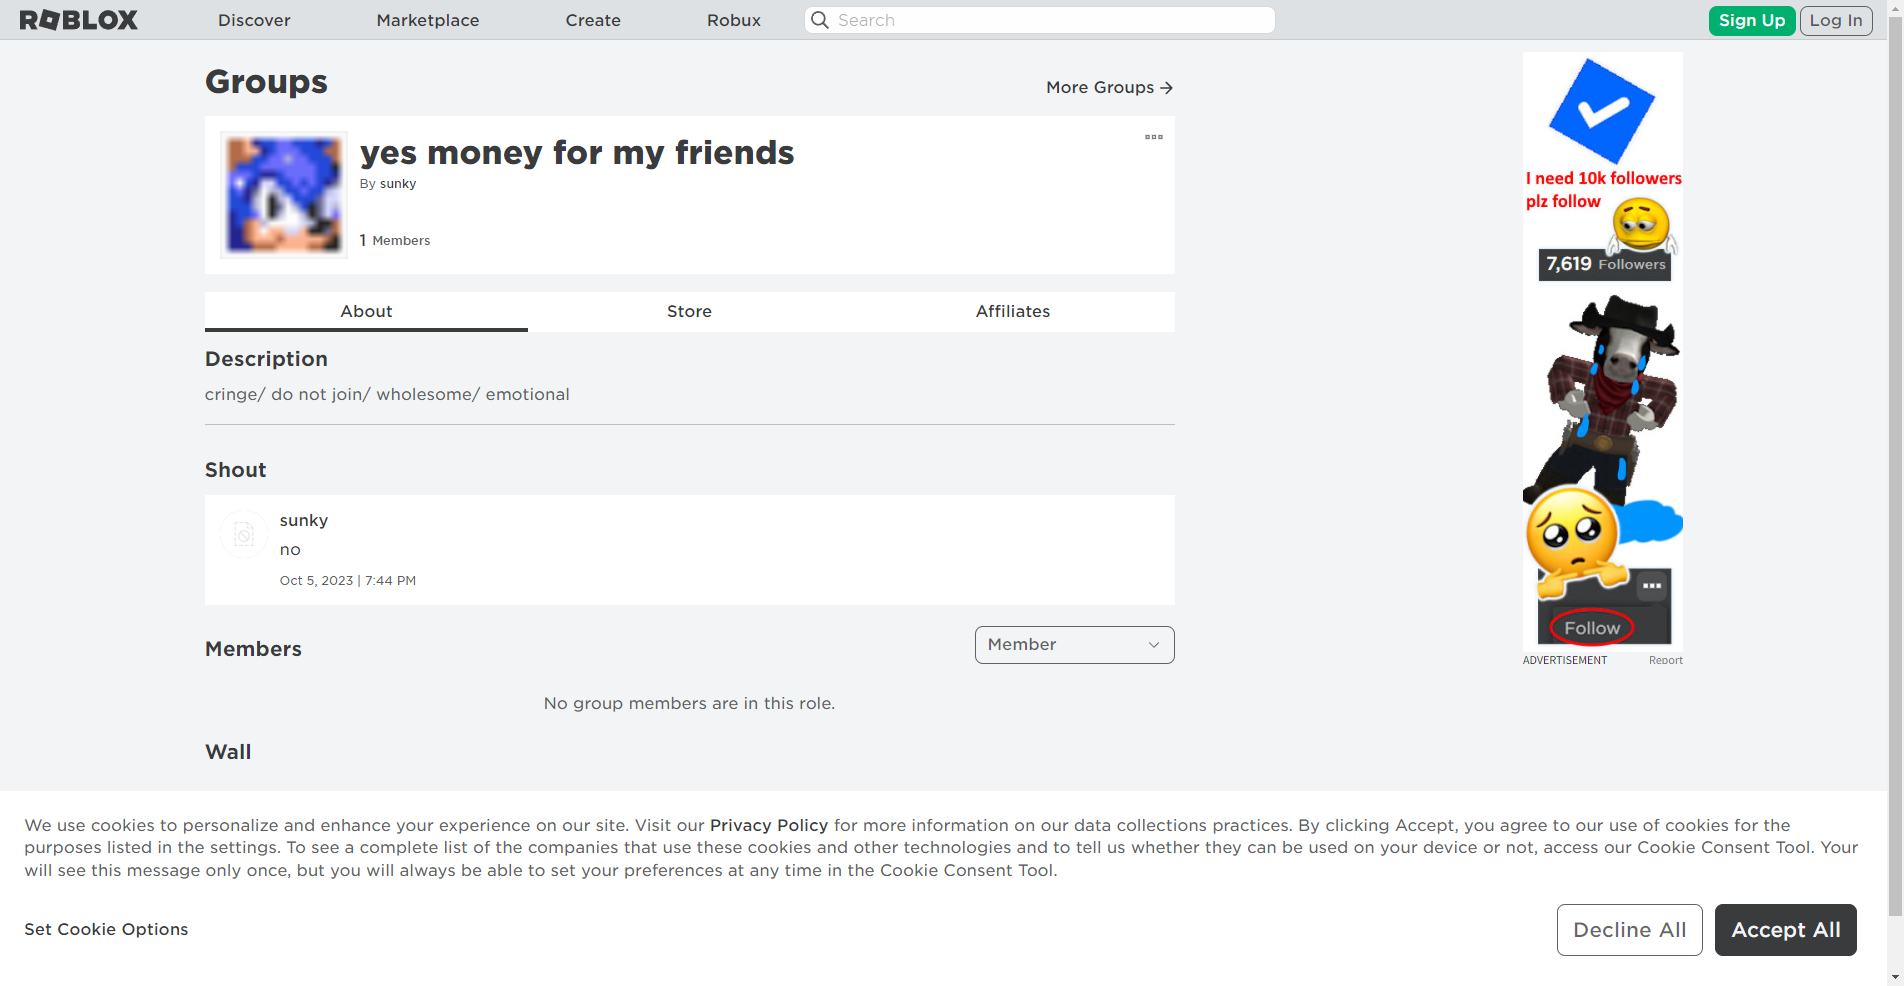 ROBLOX
Discover
Marketplace
Create
Robux
Search
Sign Up
Log In
Groups
More Groups →
yes money for my friends
By sunky
1 Members
About
Store
Affiliates
Description
cringe/ do not join/ wholesome/ emotional
Shout
sunky
no
Oct 5, 2023 | 7:44 PM
Members
Member
No group members are in this role.
Wall
I need 10k followers
plz follow
7,619 Followers
Follow
ADVERTISEMENT
Report
We use cookies to personalize and enhance your experience on our site. Visit our Privacy Policy for more information on our data collections practices. By clicking Accept, you agree to our use of cookies for the
purposes listed in the settings. To see a complete list of the companies that use these cookies and other technologies and to tell us whether they can be used on your device or not, access our Cookie Consent Tool. Your
will see this message only once, but you will always be able to set your preferences at any time in the Cookie Consent Tool.
Set Cookie Options
Decline All
Accept All